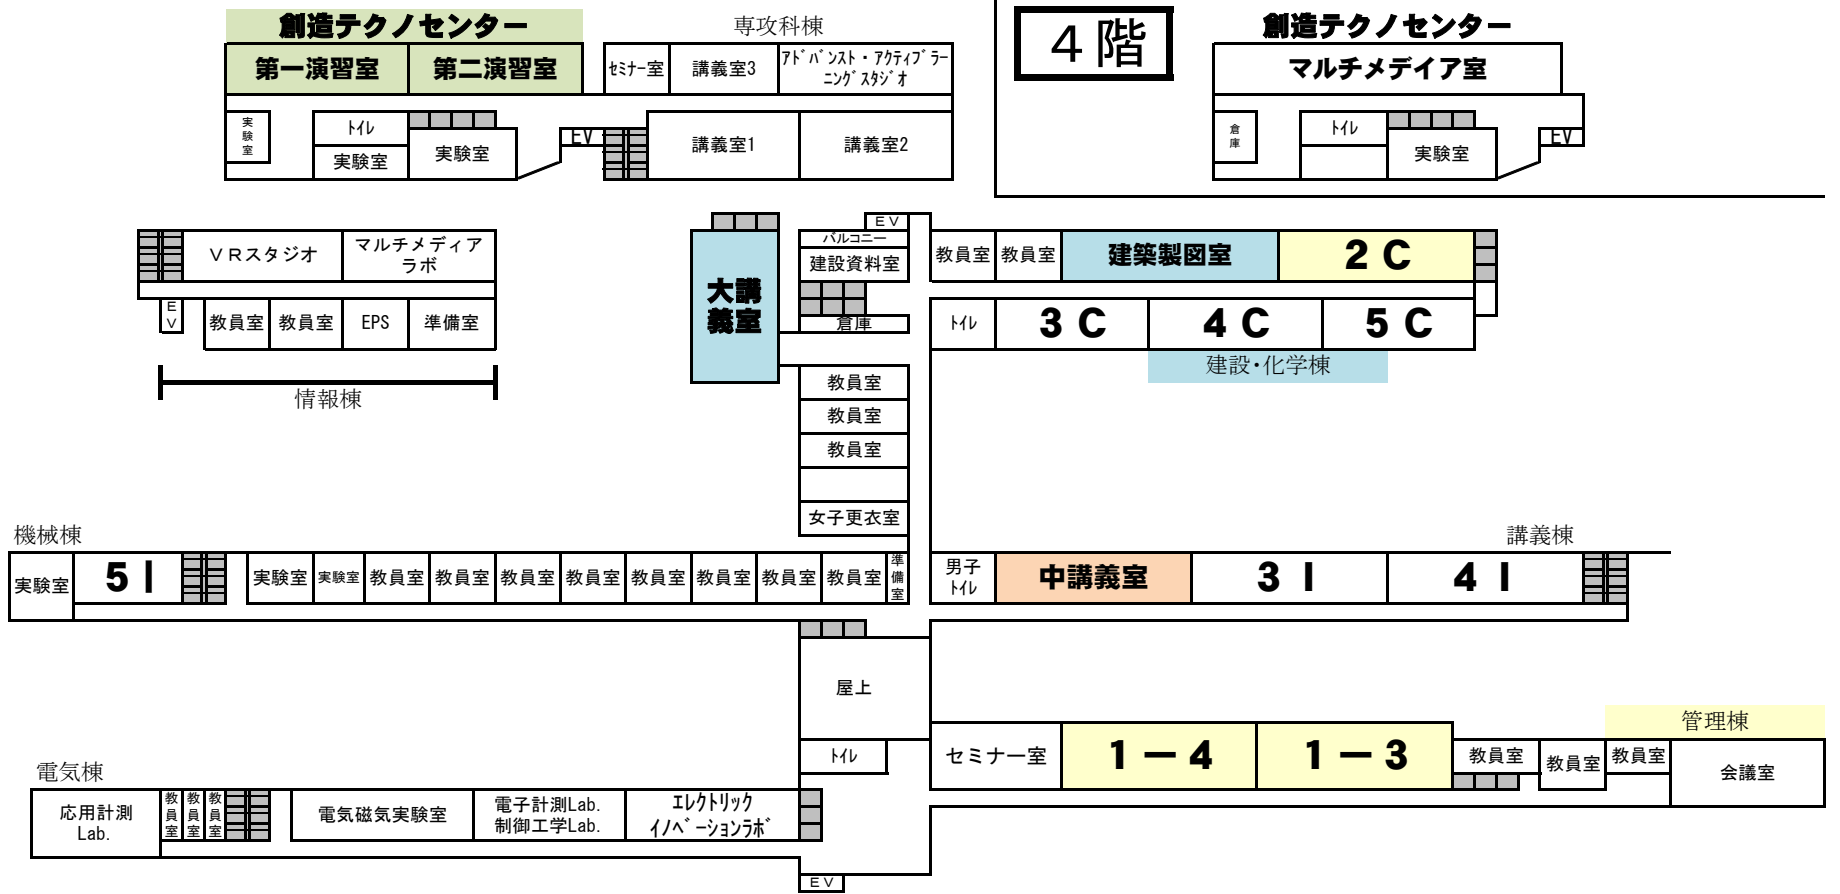 創造テクノセンター
専攻科棟
第一演習室
第二演習室
ｾﾐﾅｰ室
講義室3
ｱﾄﾞﾊﾞﾝｽﾄ・ｱｸﾃｨﾌﾞﾗｰ
ﾆﾝｸﾞｽﾀｼﾞｵ
実験室
ﾄｲﾚ
実験室
実験室
EV
講義室1
講義室2
４階
創造テクノセンター
マルチメデイア室
倉庫
ﾄｲﾚ
実験室
EV
ＶＲスタジオ
マルチメディア
ラボ
EV
教員室
教員室
EPS
準備室
情報棟
大講
義室
ＥＶ
バルコニー
建設資料室
倉庫
教員室
教員室
建築製図室
２Ｃ
ﾄｲﾚ
３Ｃ
４Ｃ
５Ｃ
建設・化学棟
教員室
教員室
教員室
女子更衣室
機械棟
実験室
５Ｉ
実験室
実験室
教員室
教員室
教員室
教員室
教員室
教員室
教員室
教員室
準備室
講義棟
男子
ﾄｲﾚ
中講義室
３Ｉ
４Ｉ
屋上
ﾄｲﾚ
セミナー室
１－４
１－３
管理棟
教員室
教員室
教員室
会議室
電気棟
応用計測
Lab.
教員室
教員室
教員室
電気磁気実験室
電子計測Lab.
制御工学Lab.
ｴﾚｸﾄﾘｯｸ
ｲﾉﾍﾞｰｼｮﾝﾗﾎﾞ
ＥＶ